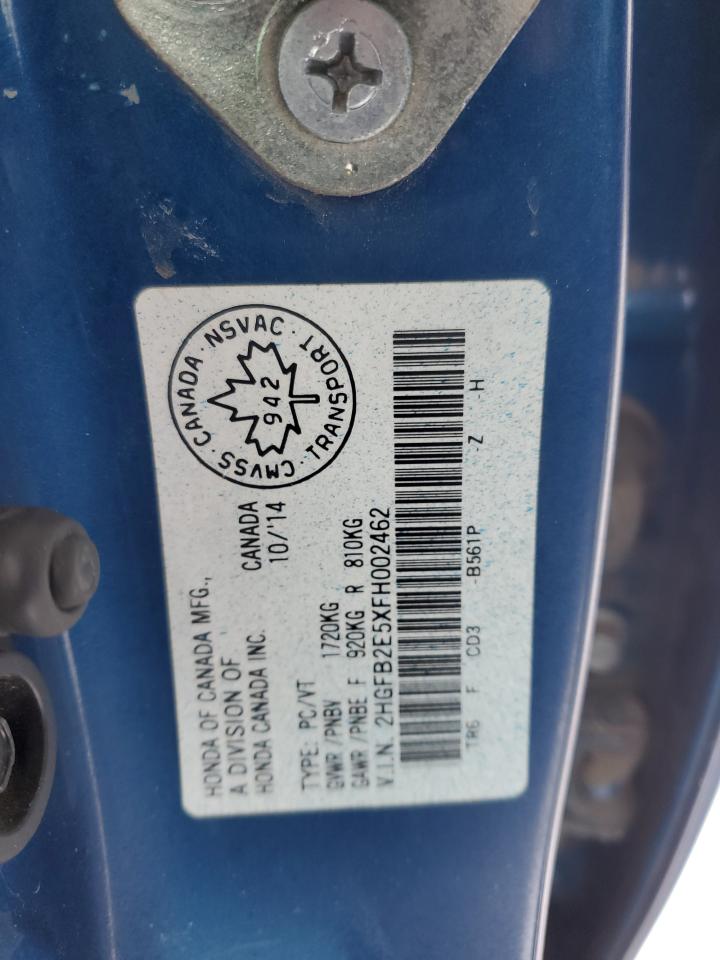 HONDA OF CANADA MFG.,
A DIVISION OF
HONDA CANADA INC.
CANADA
10/'14
CANADA · NSVAC · TRANSPORT · CMVSS ·
942
TYPE: PC/VT
GVWR /PNBV 1720KG
GAWR /PNBE F 920KG R 810KG
V.I.N. 2HGFB2E5XFH002462
TR6 F CD3 -B561P -Z -H